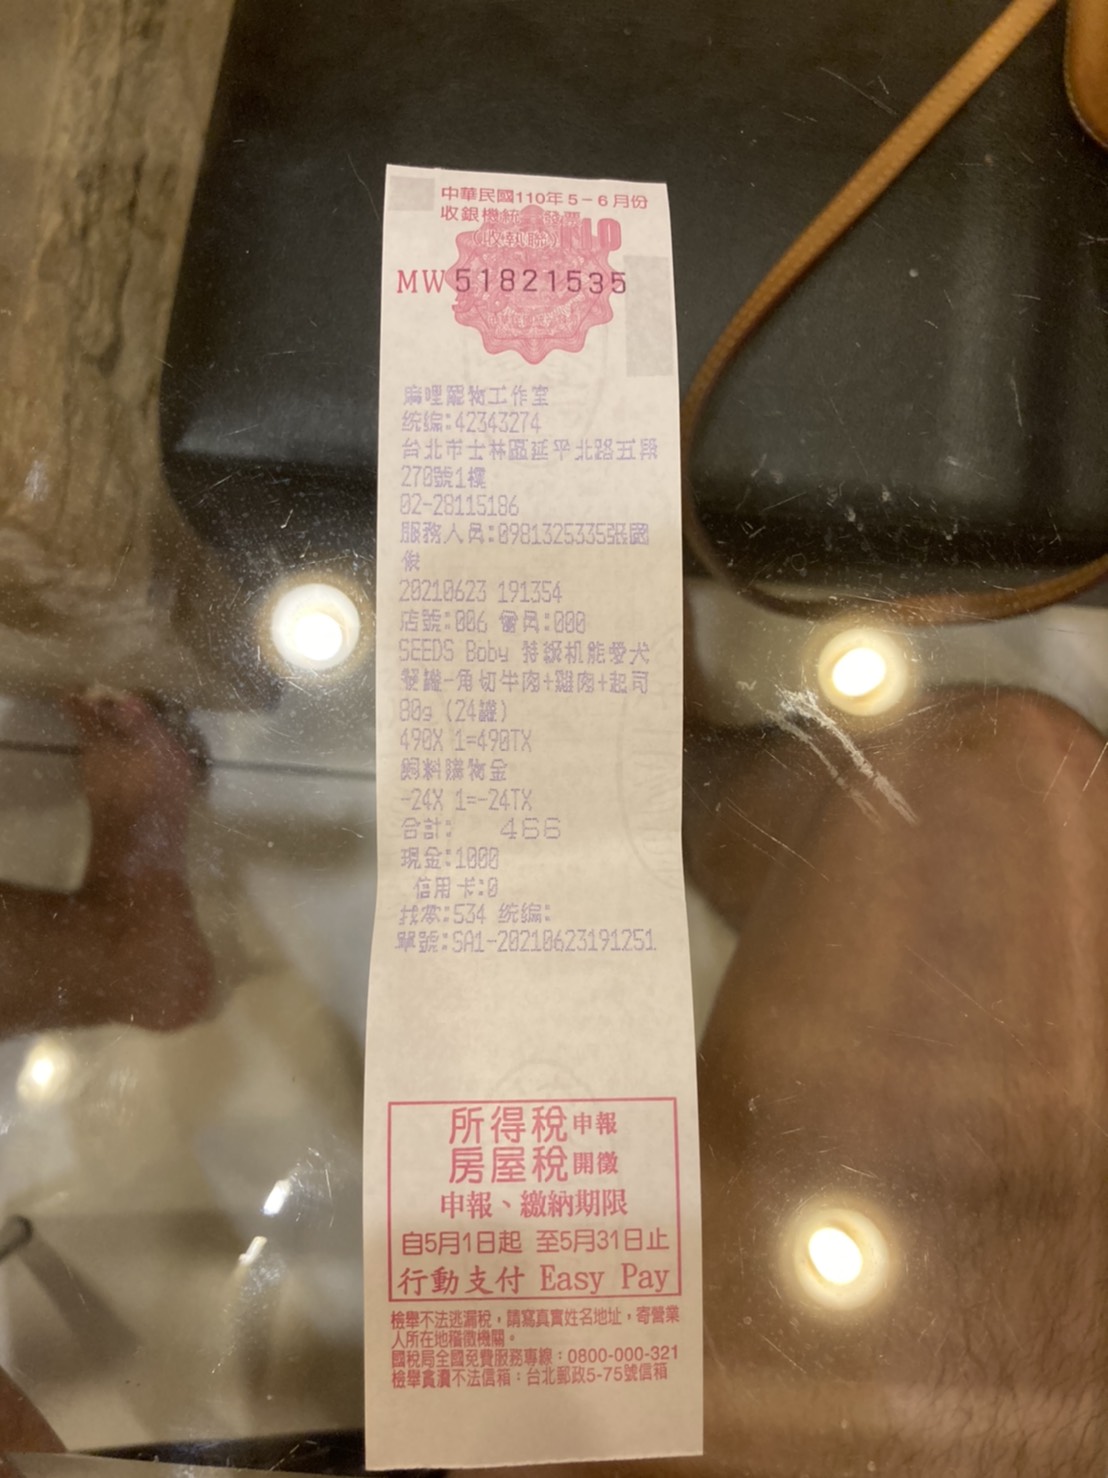 中華民國110年5-6月份
收銀機統一發票
(收執聯)
MW51821535
嘛哩寵物工作室
統編:42343274
台北市士林區延平北路五段
270號1樓
02-28115186
服務人員:0981325335張國
俊
20210623 191354
店號:006 會員:000
SEEDS Boby 特級机能愛犬
餐罐-角切牛肉+雞肉+起司
80g (24罐)
490X 1=490TX
飼料購物金
-24X 1=-24TX
合計: 466
現金:1000
信用卡:0
找零:534 統編:
單號:SA1-20210623191251
所得稅申報
房屋稅開徵
申報、繳納期限
自5月1日起 至5月31日止
行動支付 Easy Pay
檢舉不法逃漏稅,請寫真實姓名地址,寄營業
人所在地稽徵機關。
國稅局全國免費服務專線:0800-000-321
檢舉貪瀆不法信箱:台北郵政5-75號信箱